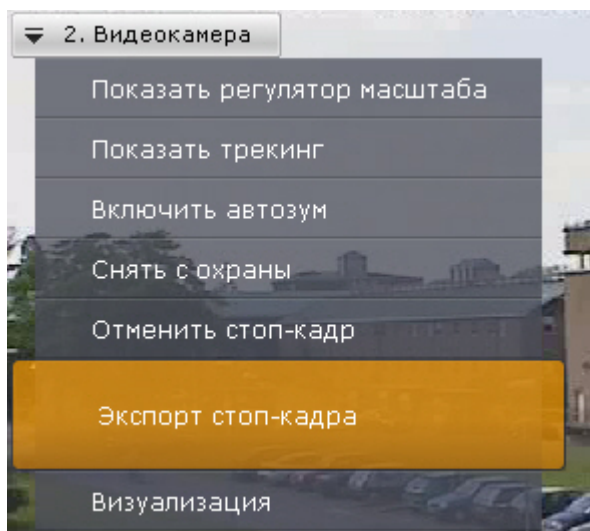 2. Видеокамера
Показать регулятор масштаба
Показать трекинг
Включить автозум
Снять с охраны
Отменить стоп-кадр
Экспорт стоп-кадра
Визуализация